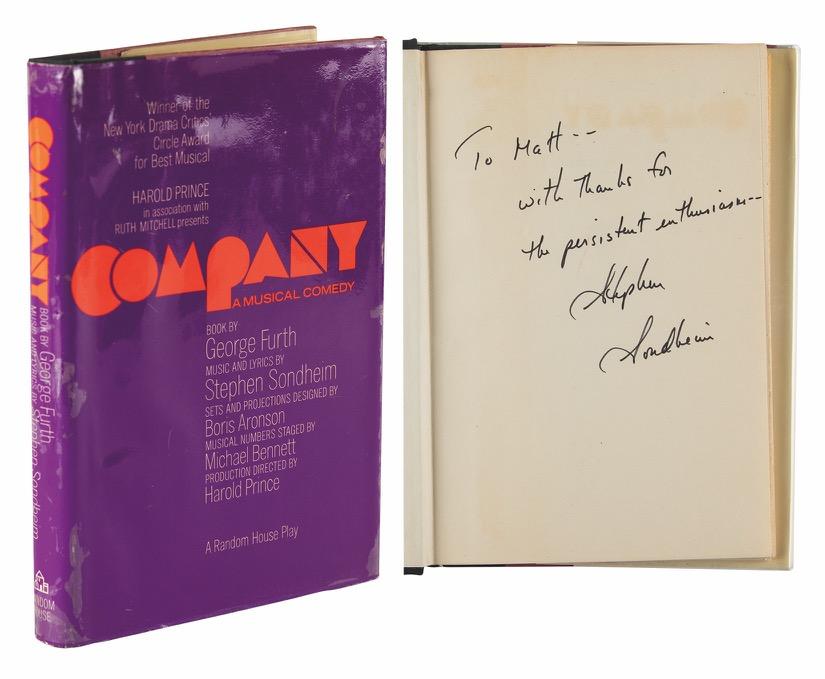 Winner of the
New York Drama Critics
Circle Award
for Best Musical
HAROLD PRINCE
in association with
RUTH MITCHELL presents
COMPANY
A MUSICAL COMEDY
BOOK BY
George Furth
MUSIC AND LYRICS BY
Stephen Sondheim
SETS AND PROJECTIONS DESIGNED BY
Boris Aronson
MUSICAL NUMBERS STAGED BY
Michael Bennett
PRODUCTION DIRECTED BY
Harold Prince
A Random House Play
COMPANY
BOOK BY George Furth
MUSIC AND LYRICS BY Stephen Sondheim
RANDOM
HOUSE
To Matt--
with thanks for
the persistent enthusiasm--
Stephen
Sondheim